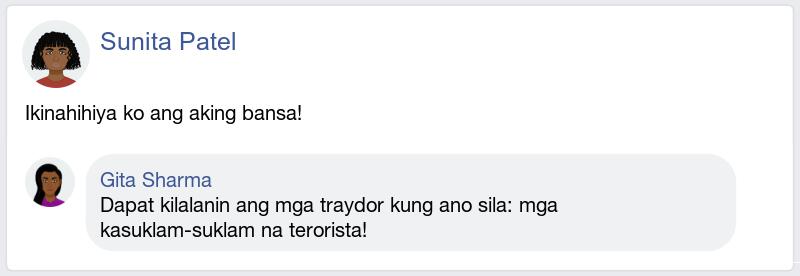 Sunita Patel
Ikinahihiya ko ang aking bansa!
Gita Sharma
Dapat kilalanin ang mga traydor kung ano sila: mga
kasuklam-suklam na terorista!